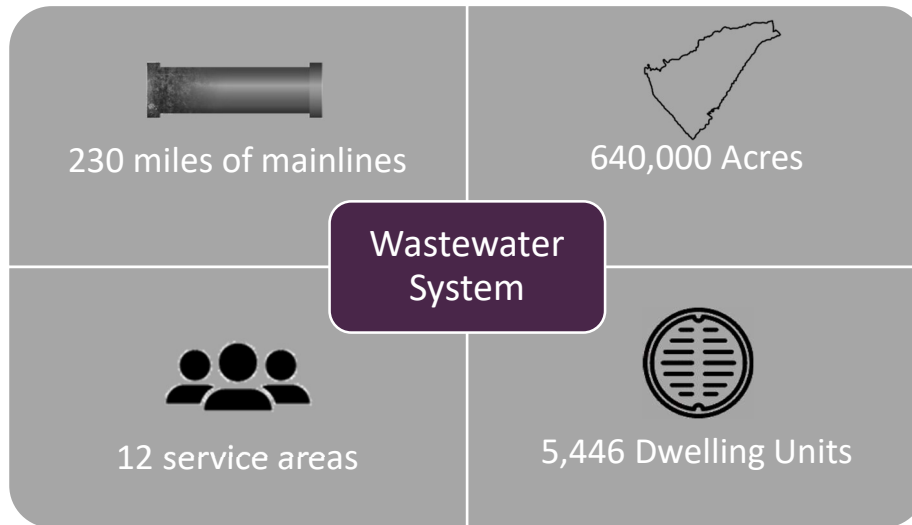 230 miles of mainlines
640,000 Acres
Wastewater
System
12 service areas
5,446 Dwelling Units